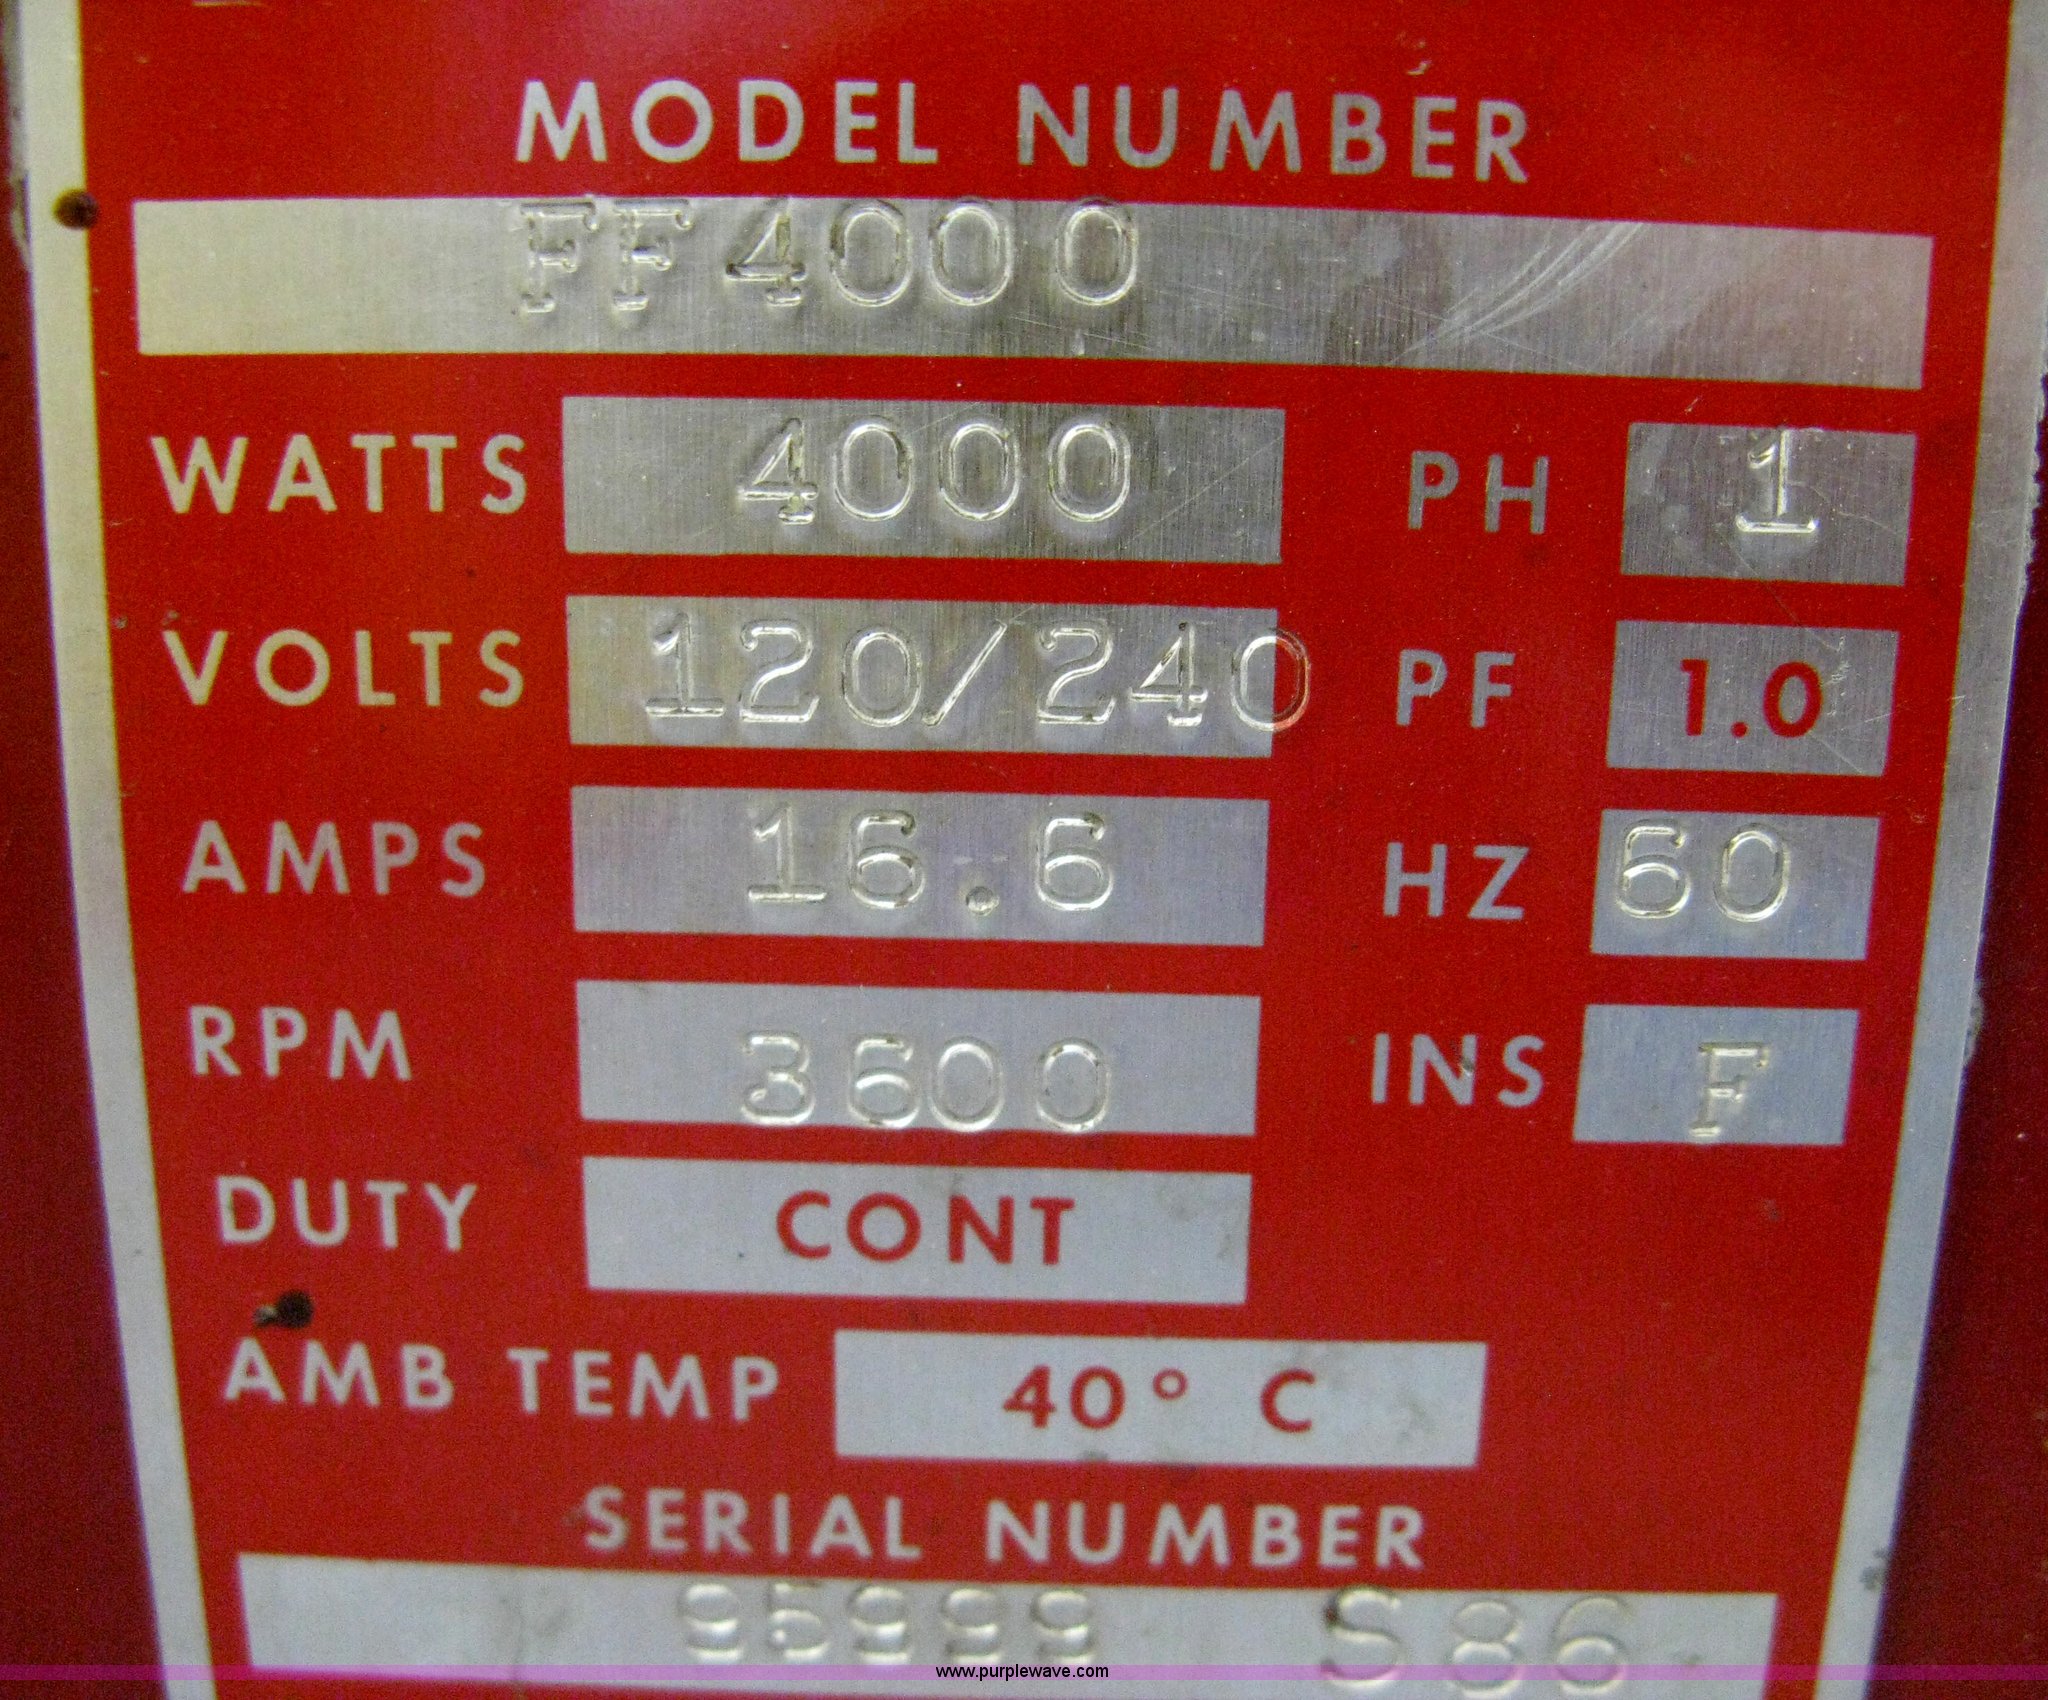 MODEL NUMBER
FF4000
WATTS 4000 PH 1
VOLTS 120/240 PF 1.0
AMPS 16.6 HZ 60
RPM 3600 INS F
DUTY CONT
AMB TEMP 40° C
SERIAL NUMBER
95999 S86
www.purplewave.com